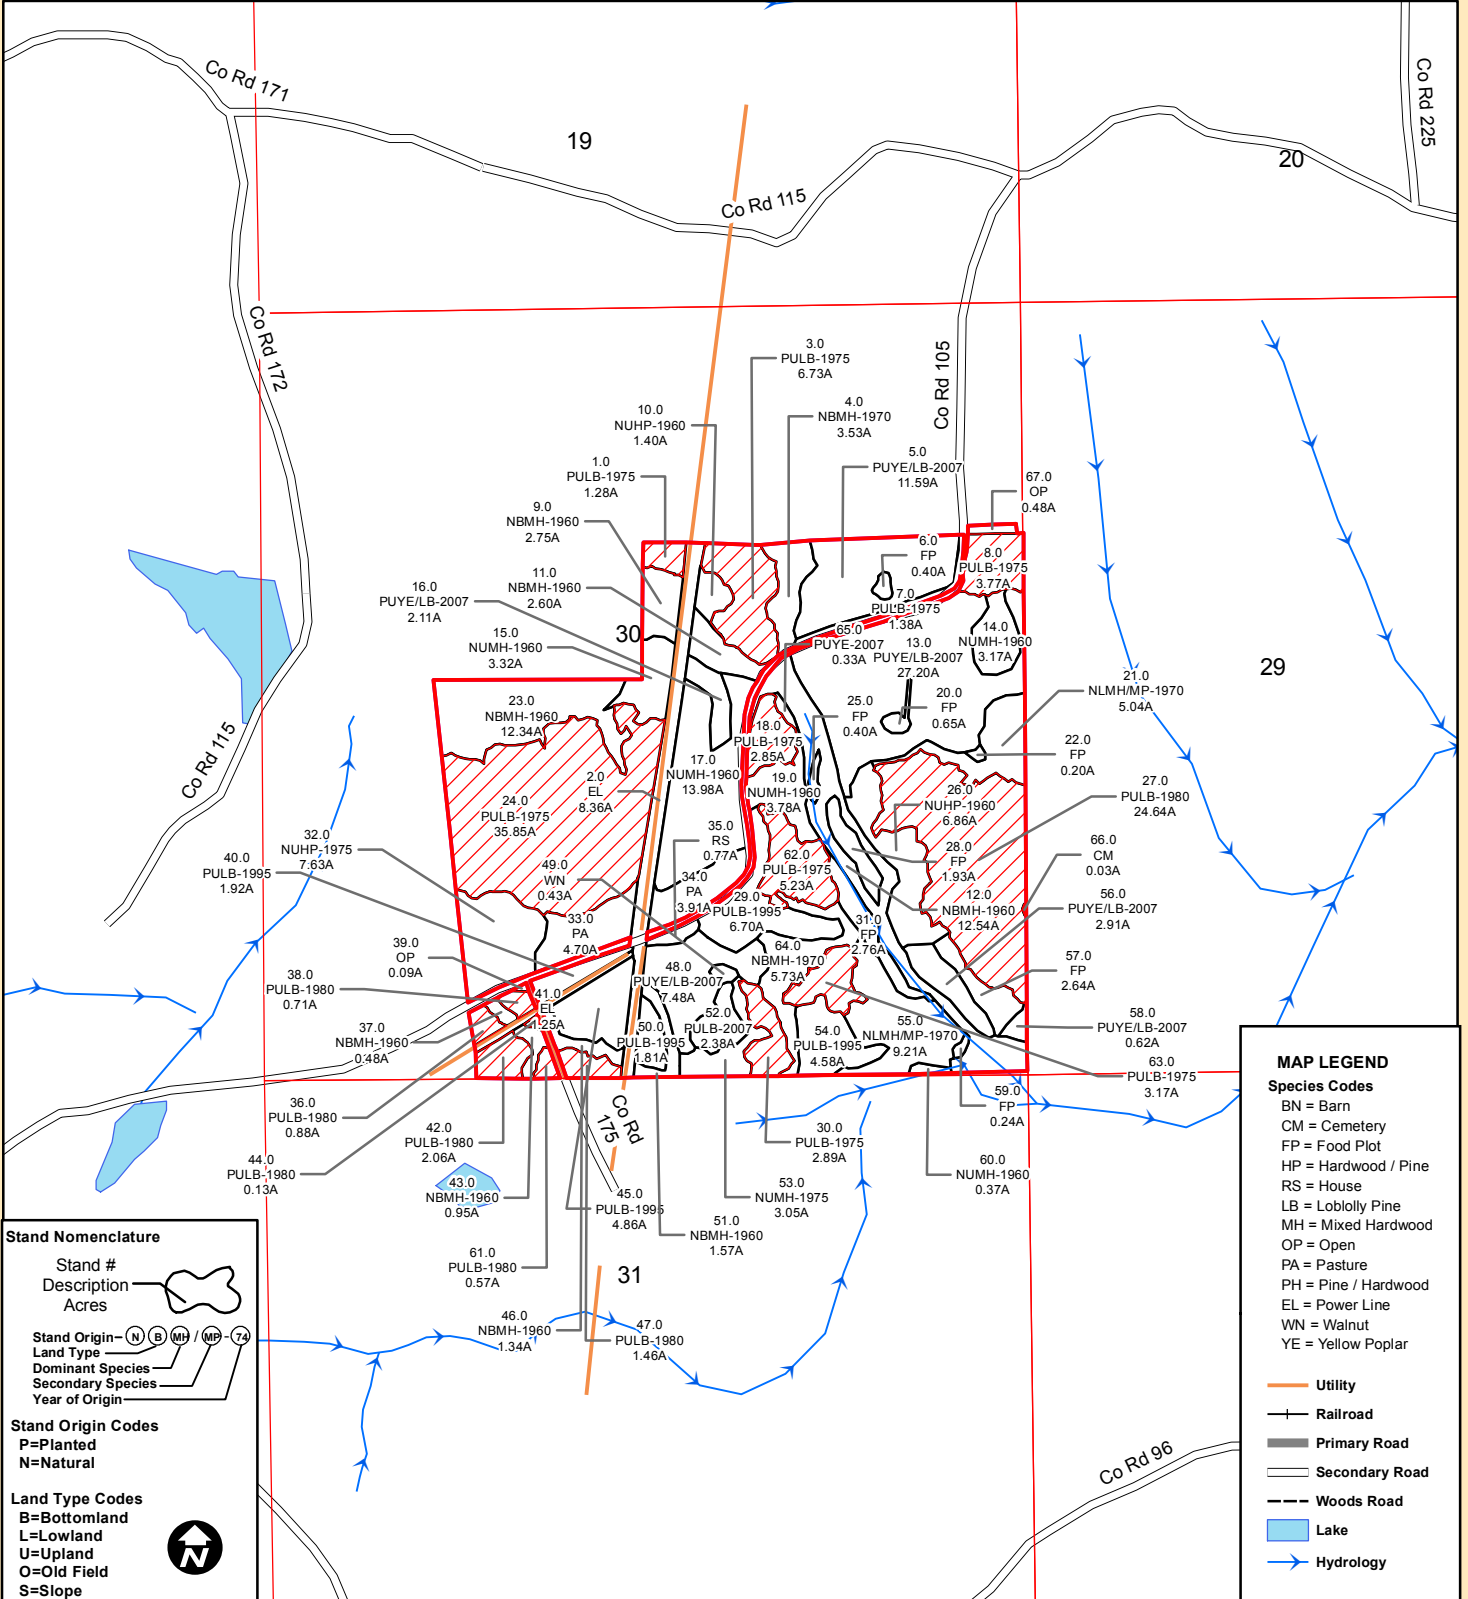 Co Rd 171
19
Co Rd 225
20
Co Rd 115
Co Rd 172
Co Rd 105
3.0
PULB-1975
6.73A
10.0
NUHP-1960
1.40A
4.0
NBMH-1970
3.53A
1.0
PULB-1975
1.28A
5.0
PUYE/LB-2007
11.59A
67.0
OP
0.48A
9.0
NBMH-1960
2.75A
6.0
FP
0.40A
8.0
PULB-1975
3.77A
16.0
PUYE/LB-2007
2.11A
11.0
NBMH-1960
2.60A
7.0
PULB-1975
1.38A
15.0
NUMH-1960
3.32A
30
65.0
PUYE-2007
0.33A
13.0
PUYE/LB-2007
27.20A
14.0
NUMH-1960
3.17A
29
21.0
NLMH/MP-1970
5.04A
23.0
NBMH-1960
12.34A
25.0
FP
0.40A
20.0
FP
0.65A
18.0
PULB-1975
2.85A
22.0
FP
0.20A
Co Rd 115
2.0
EL
8.36A
17.0
NUMH-1960
13.98A
19.0
NUMH-1960
3.78A
26.0
NUHP-1960
6.86A
27.0
PULB-1980
24.64A
24.0
PULB-1975
35.85A
32.0
NUHP-1975
7.63A
35.0
RS
0.77A
40.0
PULB-1995
1.92A
49.0
WN
0.43A
62.0
PULB-1975
5.23A
28.0
FP
1.93A
66.0
CM
0.03A
34.0
PA
3.91A
29.0
PULB-1995
6.70A
12.0
NBMH-1960
12.54A
56.0
PUYE/LB-2007
2.91A
33.0
PA
4.70A
31.0
FP
2.76A
39.0
OP
0.09A
64.0
NBMH-1970
5.73A
57.0
FP
2.64A
38.0
PULB-1980
0.71A
48.0
PUYE/LB-2007
7.48A
41.0
EL
1.25A
37.0
NBMH-1960
0.48A
50.0
PULB-1995
1.81A
52.0
PULB-2007
2.38A
54.0
PULB-1995
4.58A
55.0
NLMH/MP-1970
9.21A
58.0
PUYE/LB-2007
0.62A
63.0
PULB-1975
3.17A
36.0
PULB-1980
0.88A
59.0
FP
0.24A
Co Rd
175
42.0
PULB-1980
2.06A
30.0
PULB-1975
2.89A
44.0
PULB-1980
0.13A
60.0
NUMH-1960
0.37A
43.0
NBMH-1960
0.95A
45.0
PULB-1995
4.86A
53.0
NUMH-1975
3.05A
51.0
NBMH-1960
1.57A
61.0
PULB-1980
0.57A
31
46.0
NBMH-1960
1.34A
47.0
PULB-1980
1.46A
Co Rd 96
Stand Nomenclature
Stand #
Description
Acres
Stand Origin N B MH / MP - 74
Land Type
Dominant Species
Secondary Species
Year of Origin
Stand Origin Codes
P=Planted
N=Natural
Land Type Codes
B=Bottomland
L=Lowland
U=Upland
O=Old Field
S=Slope
N
MAP LEGEND
Species Codes
BN = Barn
CM = Cemetery
FP = Food Plot
HP = Hardwood / Pine
RS = House
LB = Loblolly Pine
MH = Mixed Hardwood
OP = Open
PA = Pasture
PH = Pine / Hardwood
EL = Power Line
WN = Walnut
YE = Yellow Poplar
Utility
Railroad
Primary Road
Secondary Road
Woods Road
Lake
Hydrology